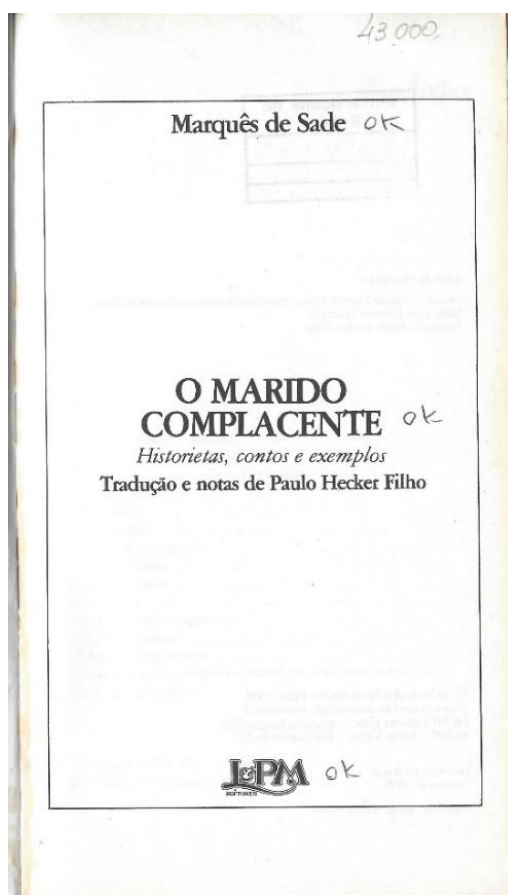 43.000,
Marquês de Sade ok
O MARIDO
COMPLACENTE ok
Historietas, contos e exemplos
Tradução e notas de Paulo Hecker Filho
L&PM ok
EDITORES